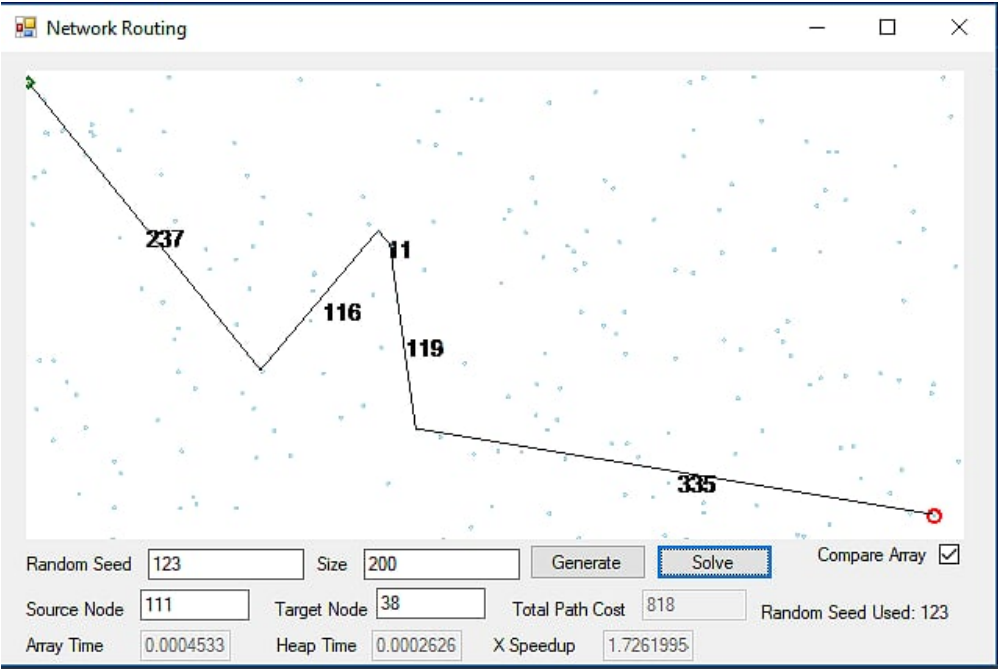 Network Routing
237
11
116
119
335
Random Seed 123 Size 200 Generate Solve Compare Array
Source Node 111 Target Node 38 Total Path Cost 818 Random Seed Used: 123
Array Time 0.0004533 Heap Time 0.0002626 X Speedup 1.7261995